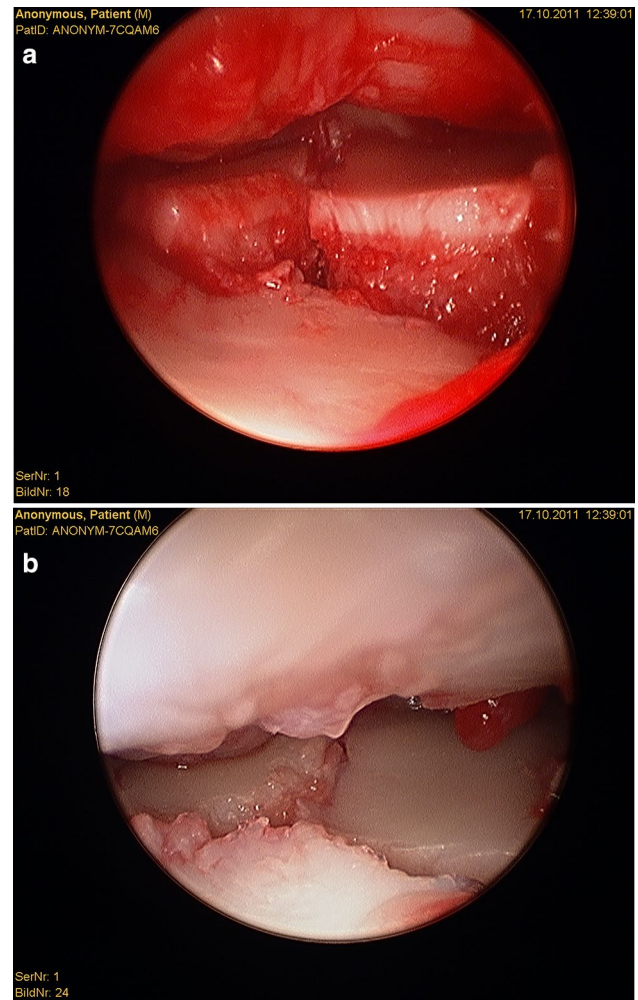 Anonymous, Patient (M)
17.10.2011 12:39:01
PatID: ANONYM-7CQAM6
a
SerNr: 1
BildNr: 18
Anonymous, Patient (M)
17.10.2011 12:39:01
PatID: ANONYM-7CQAM6
b
SerNr: 1
BildNr: 24